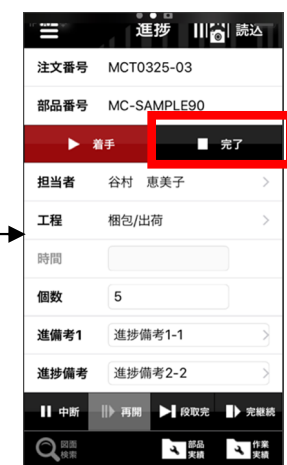 進捗 読込
注文番号 MCT0325-03
部品番号 MC-SAMPLE90
着手 完了
担当者 谷村 恵美子
工程 梱包/出荷
時間
個数 5
進備考1 進捗備考1-1
進捗備考 進捗備考2-2
中断 再開 段取完 完継続
図面検索 部品実績 作業実績